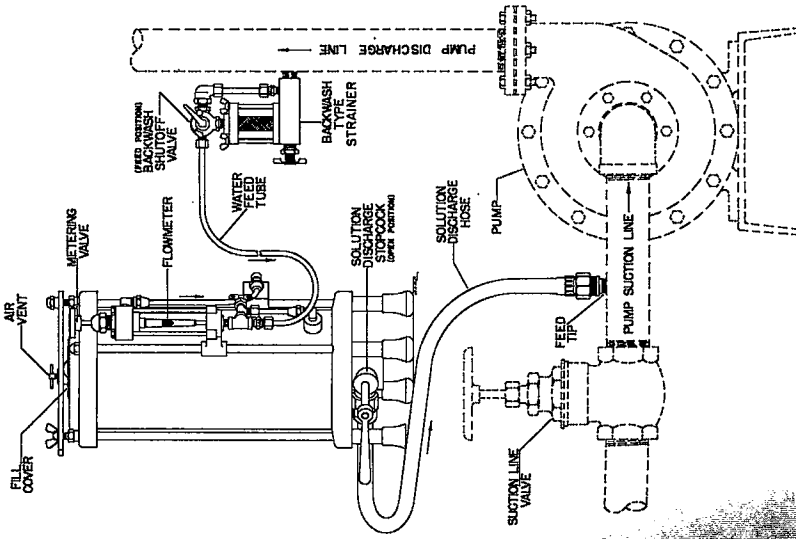 AIR
VENT
FILL
COVER
METERING VALVE
FLOWMETER
(FEED POSITION)
BACKWASH
SHUTOFF
VALVE
WATER
FEED
TUBE
BACKWASH
TYPE
STRAINER
PUMP DISCHARGE LINE
SOLUTION
DISCHARGE
STOPCOCK
(OPEN POSITION)
SOLUTION
DISCHARGE
HOSE
PUMP
FEED
TIP
PUMP SUCTION LINE
SUCTION LINE
VALVE